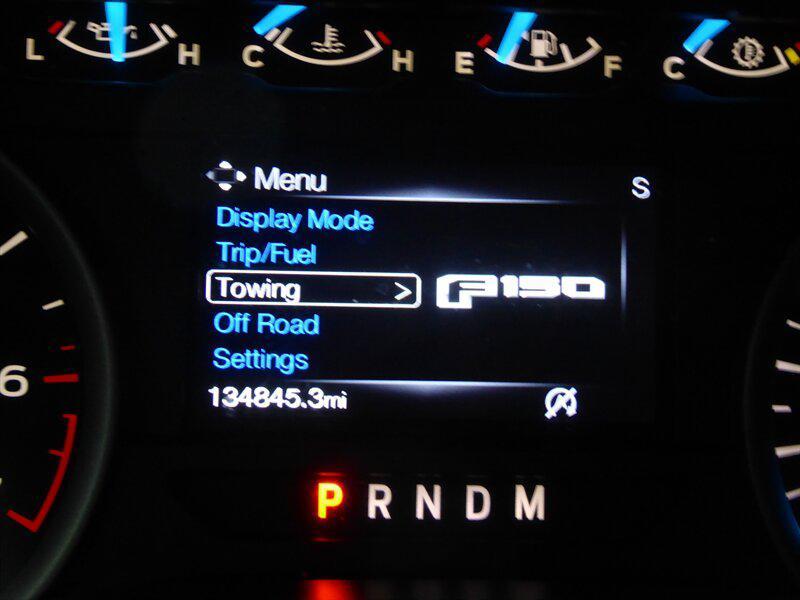 L H C H E F C
Menu S
Display Mode
Trip/Fuel
Towing > F150
Off Road
Settings
134845.3mi
6
P R N D M